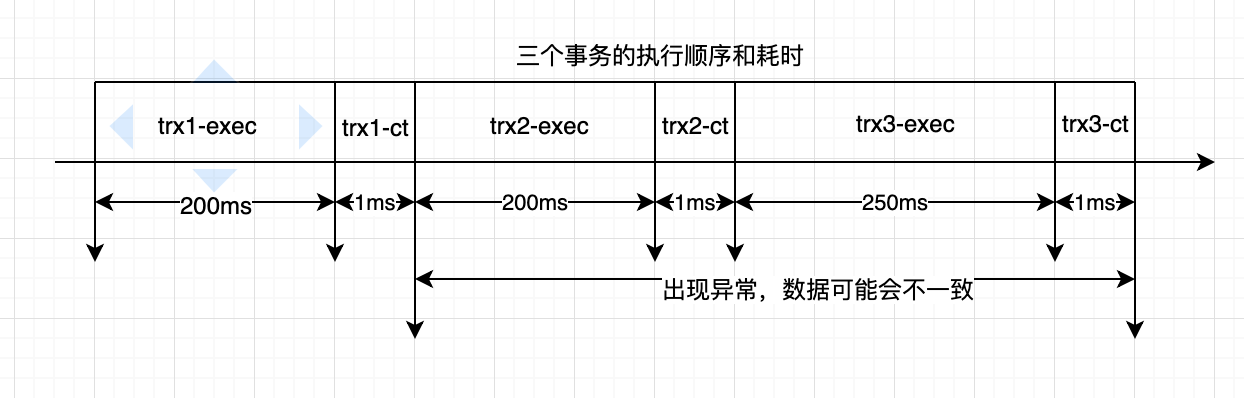 三个事务的执行顺序和耗时
trx1-exec
trx1-ct
trx2-exec
trx2-ct
trx3-exec
trx3-ct
200ms
1ms
200ms
1ms
250ms
1ms
出现异常，数据可能会不一致